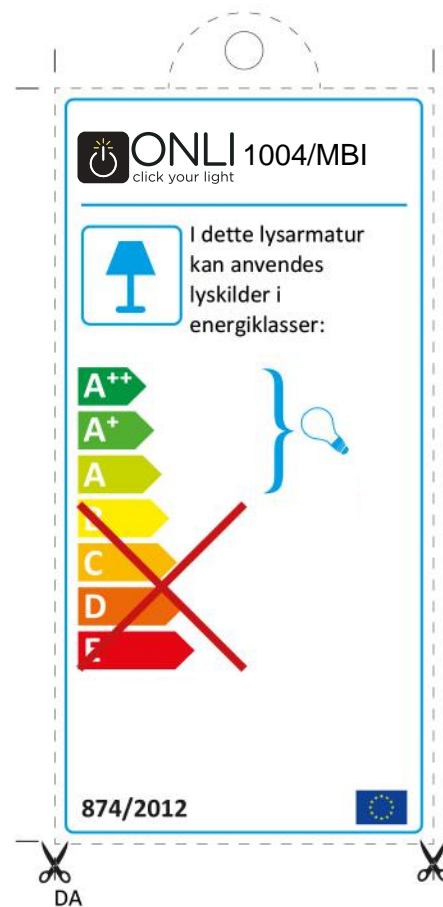 ONLI 1004/MBI
click your light
I dette lysarmatur
kan anvendes
lyskilder i
energiklasser:
A++
A+
A
B
C
D
E
874/2012
DA